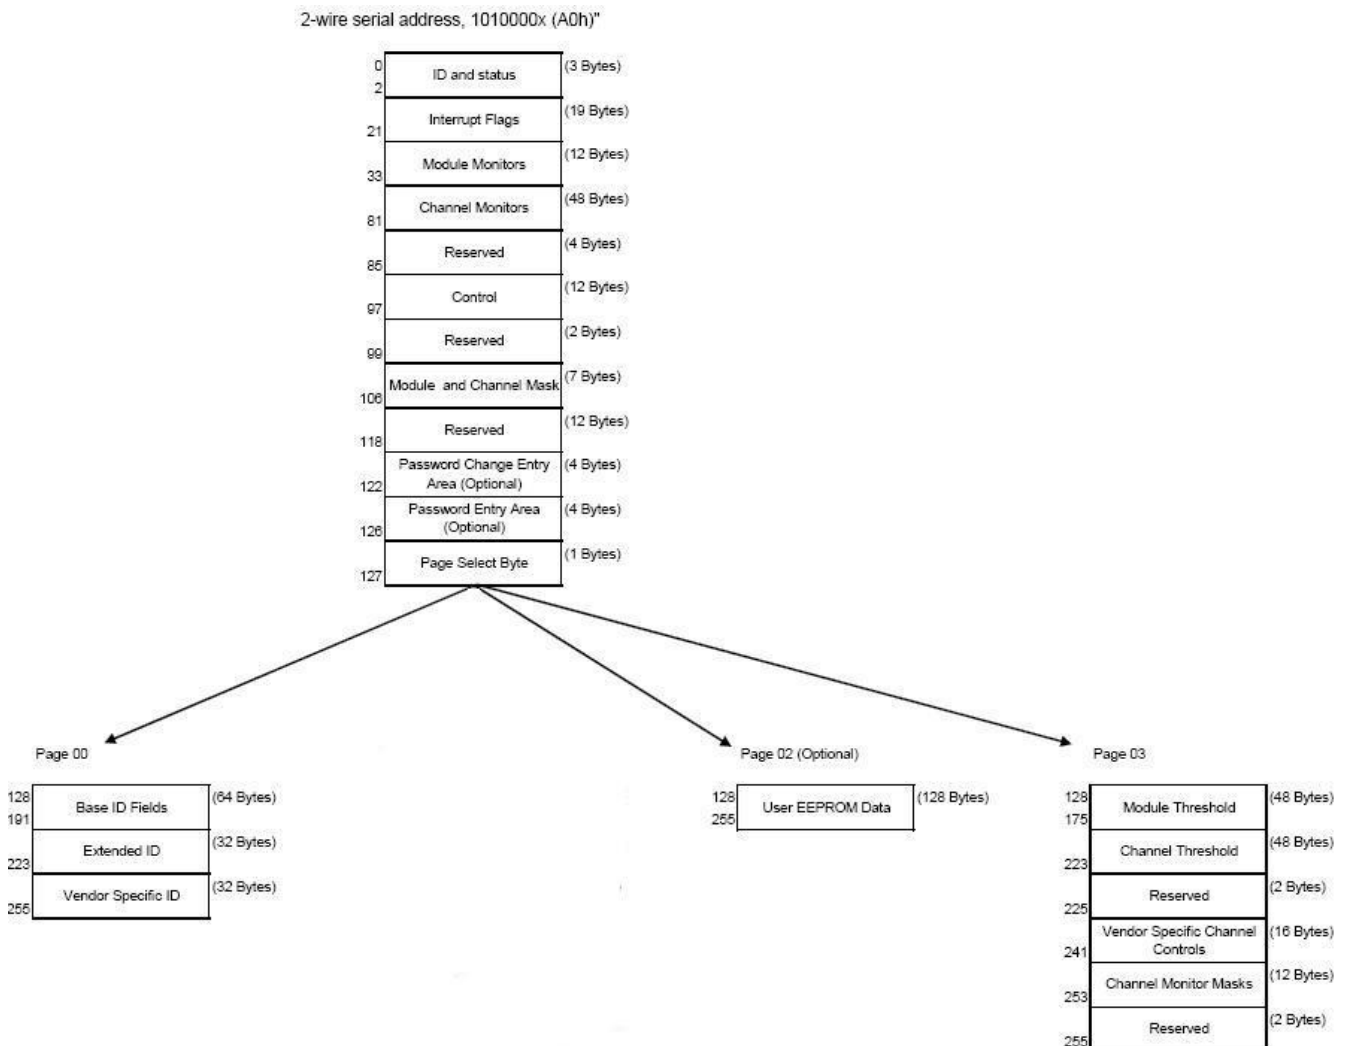 2-wire serial address, 1010000x (A0h)"
0
2
ID and status
(3 Bytes)
21
Interrupt Flags
(19 Bytes)
33
Module Monitors
(12 Bytes)
81
Channel Monitors
(48 Bytes)
85
Reserved
(4 Bytes)
97
Control
(12 Bytes)
99
Reserved
(2 Bytes)
106
Module and Channel Mask
(7 Bytes)
118
Reserved
(12 Bytes)
122
Password Change Entry
Area (Optional)
(4 Bytes)
126
Password Entry Area
(Optional)
(4 Bytes)
127
Page Select Byte
(1 Bytes)
Page 00
128
191
Base ID Fields
(64 Bytes)
223
Extended ID
(32 Bytes)
255
Vendor Specific ID
(32 Bytes)
Page 02 (Optional)
128
255
User EEPROM Data
(128 Bytes)
Page 03
128
175
Module Threshold
(48 Bytes)
223
Channel Threshold
(48 Bytes)
225
Reserved
(2 Bytes)
241
Vendor Specific Channel
Controls
(16 Bytes)
253
Channel Monitor Masks
(12 Bytes)
255
Reserved
(2 Bytes)